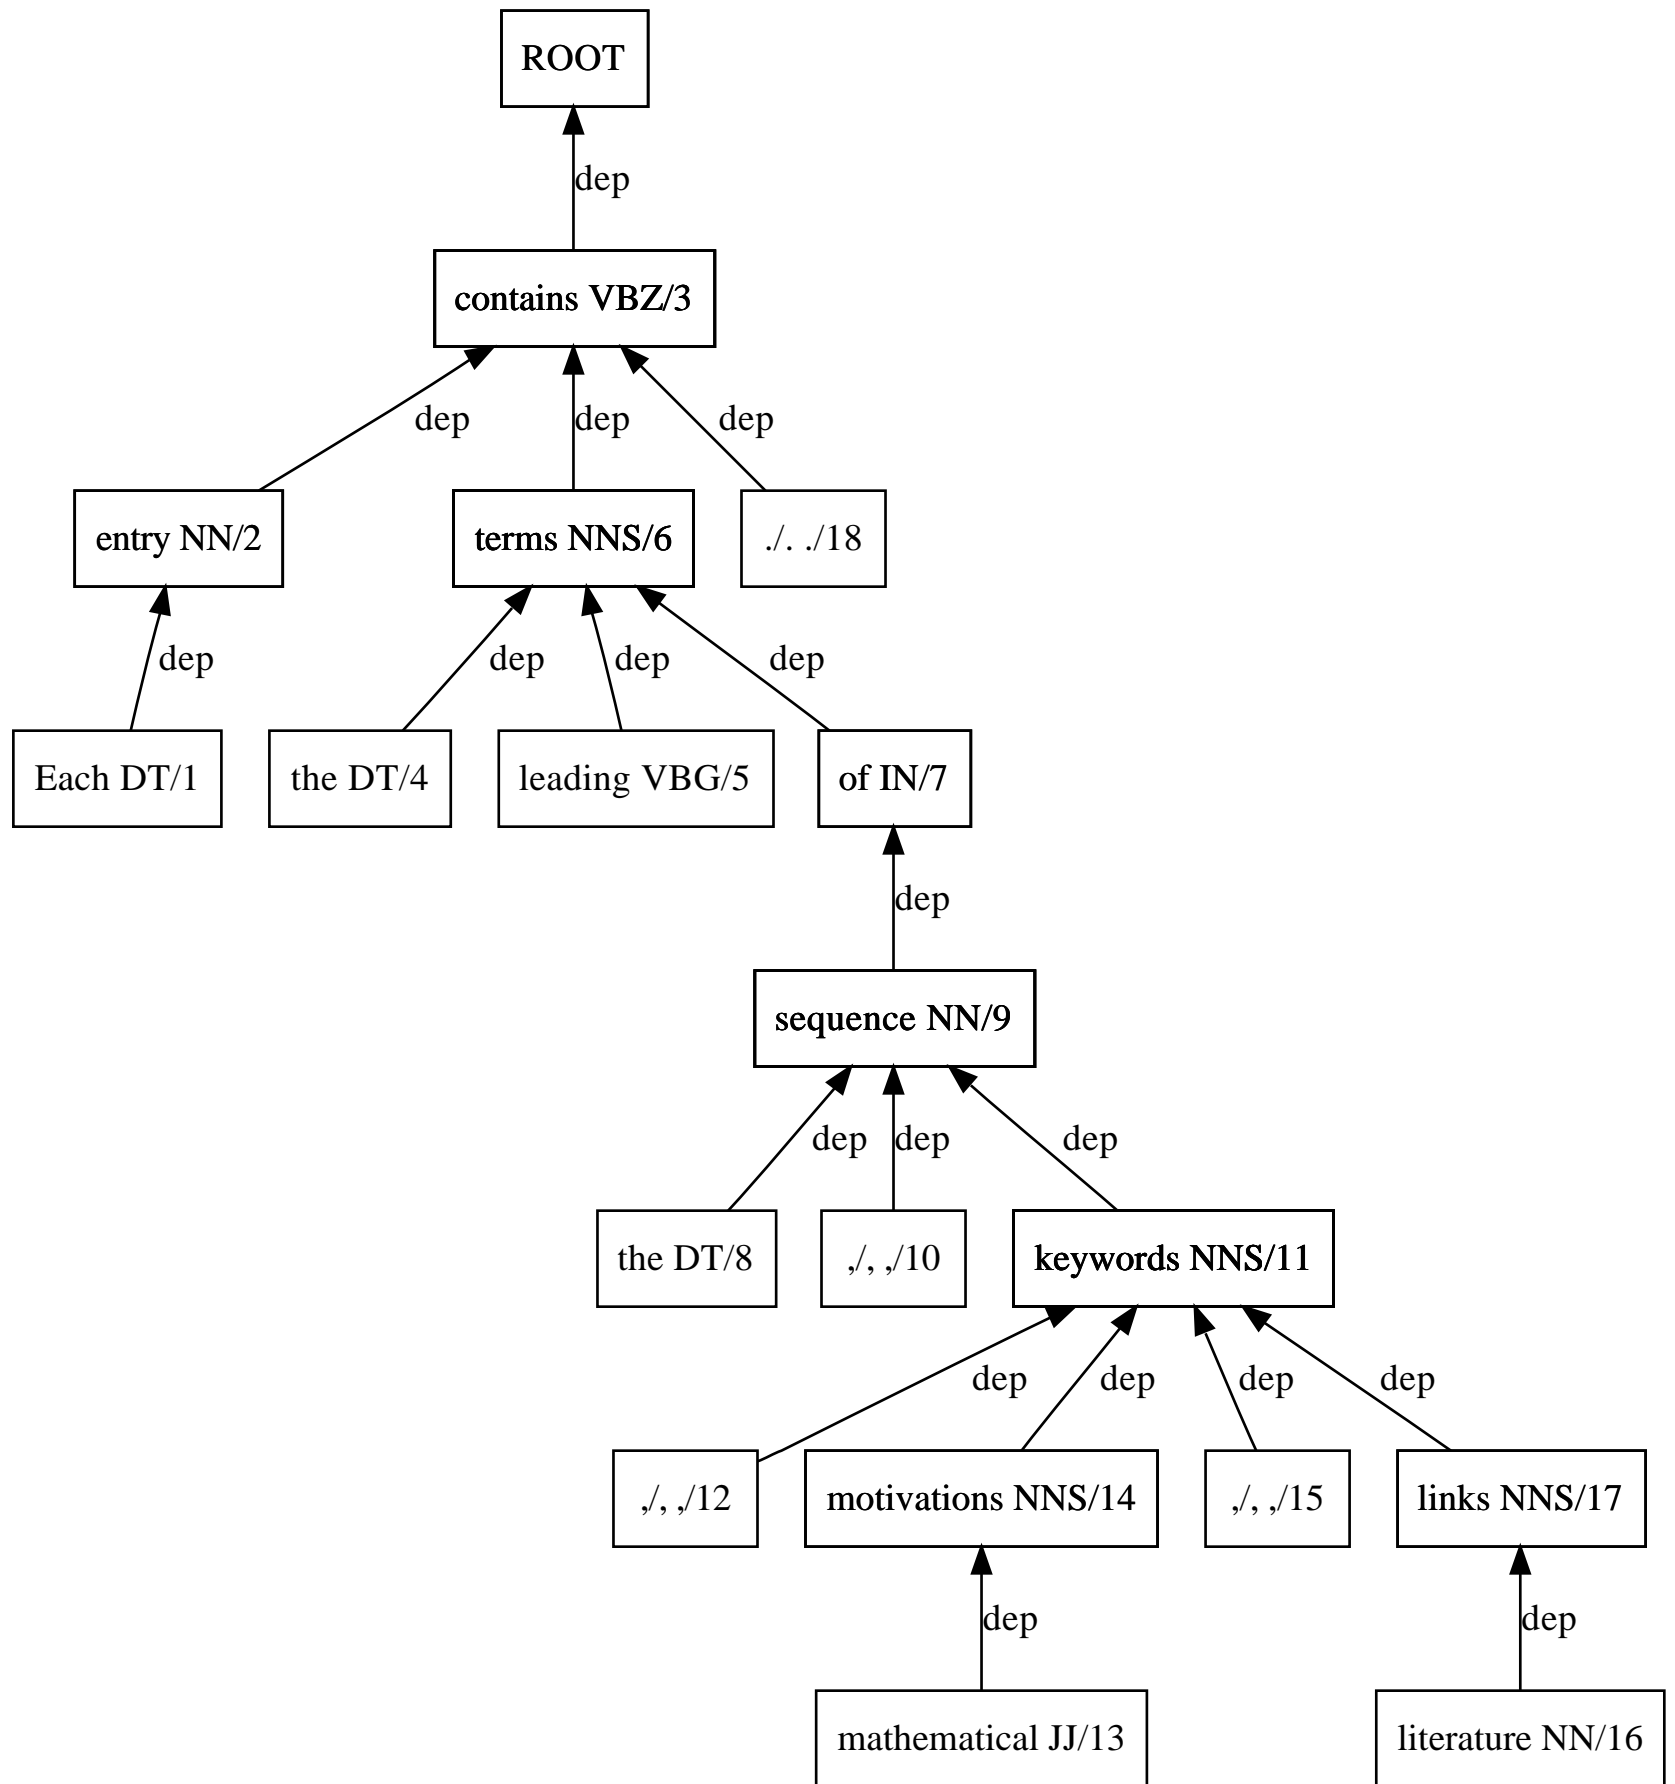 ROOT
dep
contains VBZ/3
dep dep dep
entry NN/2 terms NNS/6 ./. ./18
dep dep dep dep
Each DT/1 the DT/4 leading VBG/5 of IN/7
dep
sequence NN/9
dep dep dep
the DT/8 ,/, ,/10 keywords NNS/11
dep dep dep dep
,/, ,/12 motivations NNS/14 ,/, ,/15 links NNS/17
dep dep
mathematical JJ/13 literature NN/16